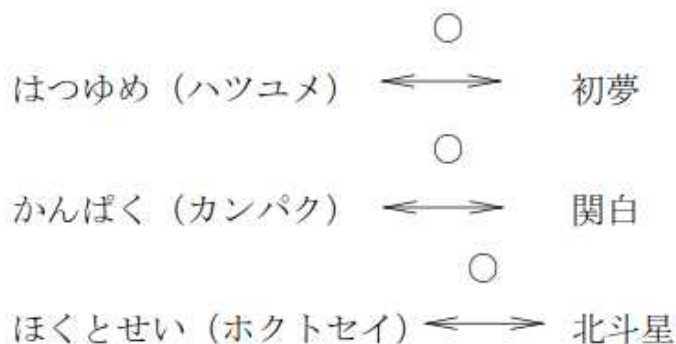 ○
はつゆめ（ハツユメ） ⟷ 初夢
○
かんぱく（カンパク） ⟷ 関白
○
ほくとせい（ホクトセイ） ⟷ 北斗星